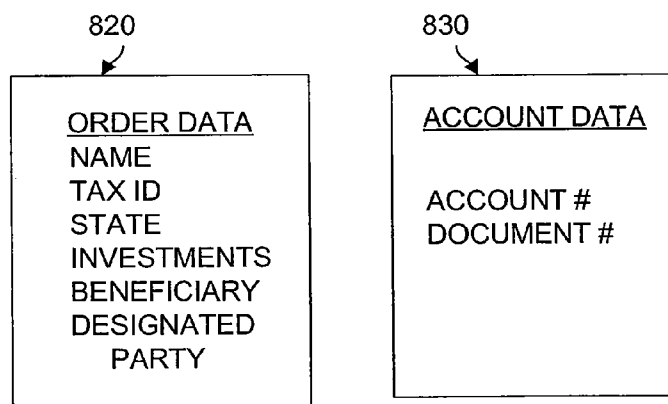 820
ORDER DATA
NAME
TAX ID
STATE
INVESTMENTS
BENEFICIARY
DESIGNATED
PARTY
830
ACCOUNT DATA
ACCOUNT #
DOCUMENT #